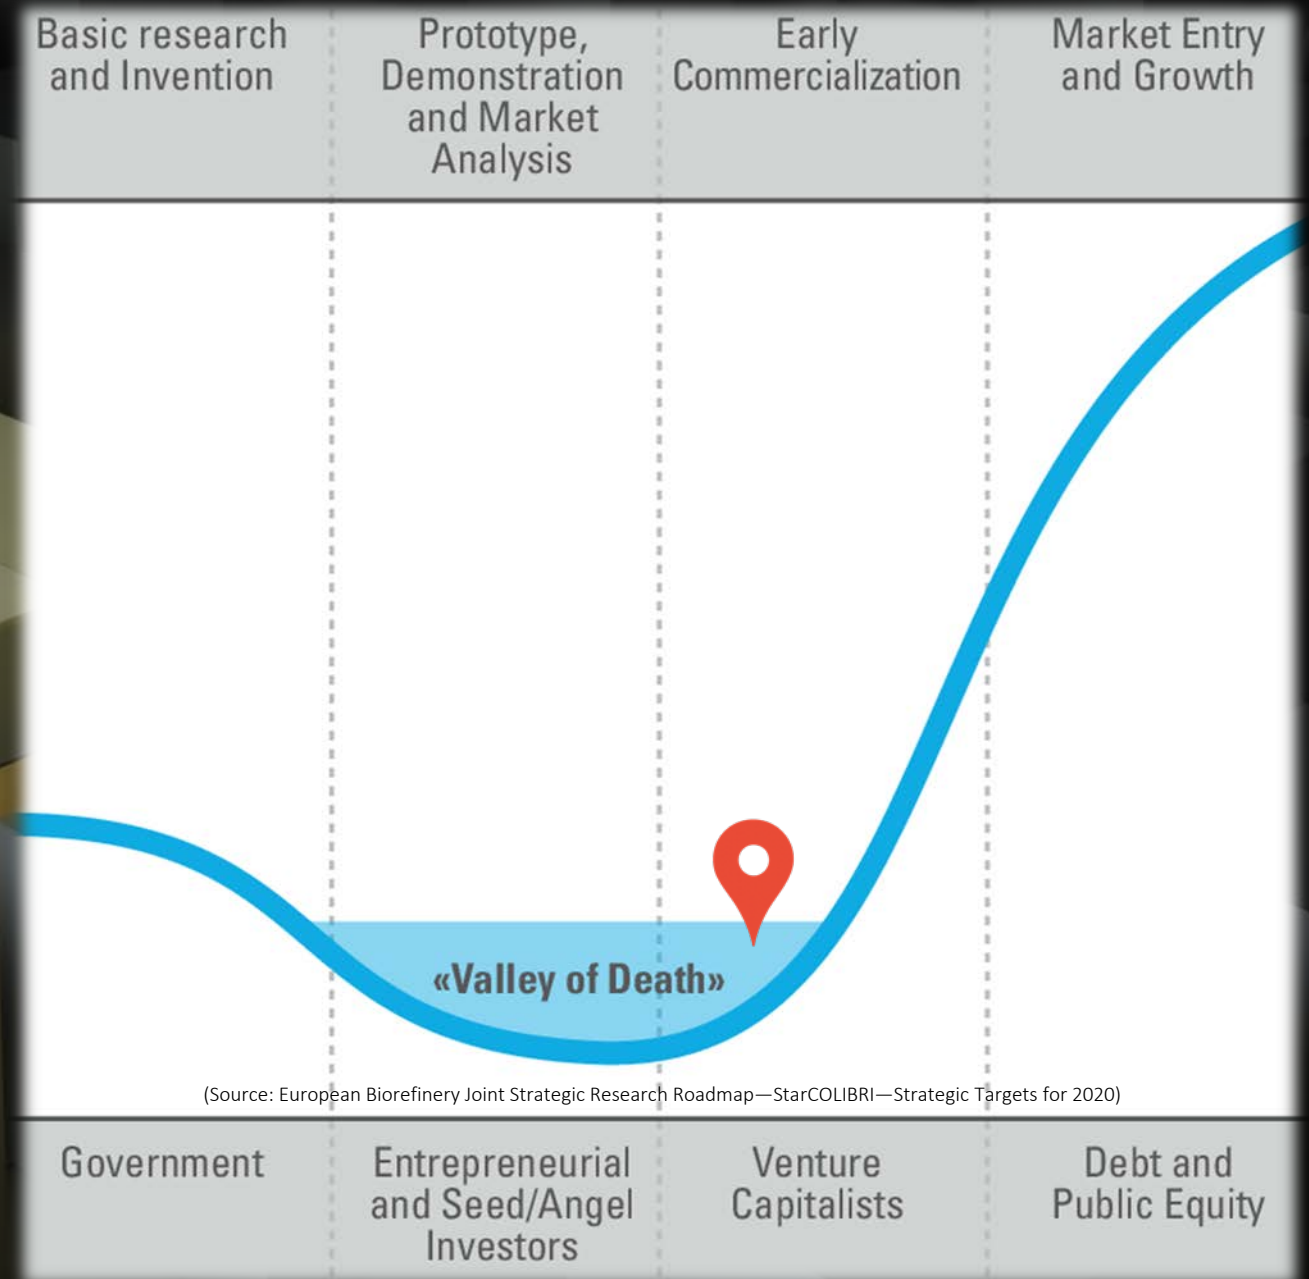 Basic research
and Invention
Prototype,
Demonstration
and Market
Analysis
Early
Commercialization
Market Entry
and Growth
«Valley of Death»
(Source: European Biorefinery Joint Strategic Research Roadmap—StarCOLIBRI—Strategic Targets for 2020)
Government
Entrepreneurial
and Seed/Angel
Investors
Venture
Capitalists
Debt and
Public Equity